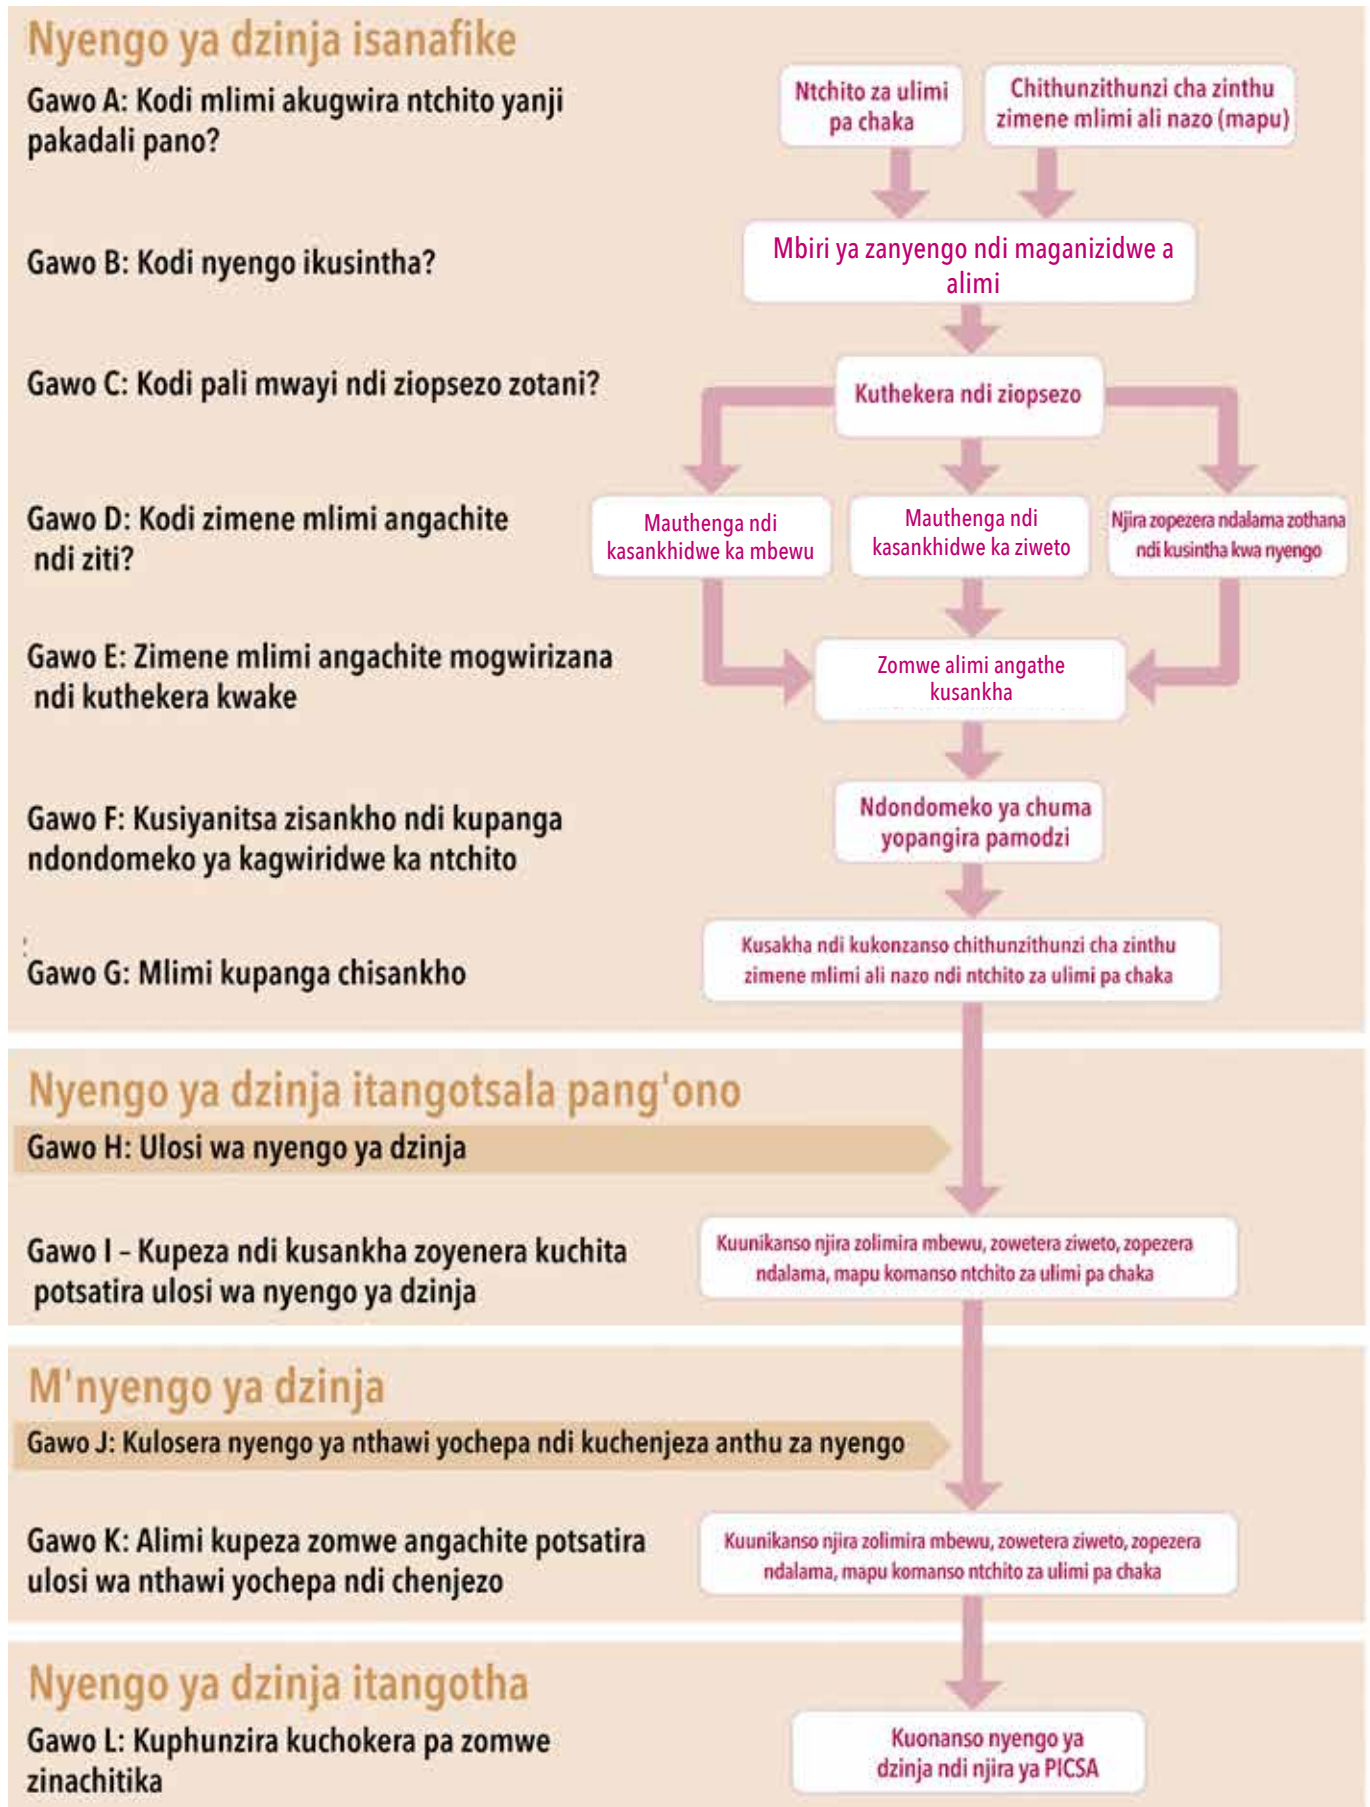 Nyengo ya dzinja isanafike
Gawo A: Kodi mlimi akugwira ntchito yanji
pakadali pano?
Ntchito za ulimi
pa chaka
Chithunzithunzi cha zinthu
zimene mlimi ali nazo (mapu)
Gawo B: Kodi nyengo ikusintha?
Mbiri ya zanyengo ndi maganizidwe a
alimi
Gawo C: Kodi pali mwayi ndi ziopsezo zotani?
Kuthekera ndi ziopsezo
Gawo D: Kodi zimene mlimi angachite
ndi ziti?
Mauthenga ndi
kasankhidwe ka mbewu
Mauthenga ndi
kasankhidwe ka ziweto
Njira zopezera ndalama zothana
ndi kusintha kwa nyengo
Gawo E: Zimene mlimi angachite mogwirizana
ndi kuthekera kwake
Zomwe alimi angathe
kusankha
Gawo F: Kusiyanitsa zisankho ndi kupanga
ndondomeko ya kagwiridwe ka ntchito
Ndondomeko ya chuma
yopangira pamodzi
Gawo G: Mlimi kupanga chisankho
Kusakha ndi kukonzanso chithunzithunzi cha zinthu
zimene mlimi ali nazo ndi ntchito za ulimi pa chaka
Nyengo ya dzinja itangotsala pang'ono
Gawo H: Ulosi wa nyengo ya dzinja
Gawo I – Kupeza ndi kusankha zoyenera kuchita
potsatira ulosi wa nyengo ya dzinja
Kuunikanso njira zolimira mbewu, zowetera ziweto, zopezera
ndalama, mapu komanso ntchito za ulimi pa chaka
M'nyengo ya dzinja
Gawo J: Kulosera nyengo ya nthawi yochepa ndi kuchenjeza anthu za nyengo
Gawo K: Alimi kupeza zomwe angachite potsatira
ulosi wa nthawi yochepa ndi chenjezo
Kuunikanso njira zolimira mbewu, zowetera ziweto, zopezera
ndalama, mapu komanso ntchito za ulimi pa chaka
Nyengo ya dzinja itangotha
Gawo L: Kuphunzira kuchokera pa zomwe
zinachitika
Kuonanso nyengo ya
dzinja ndi njira ya PICSA